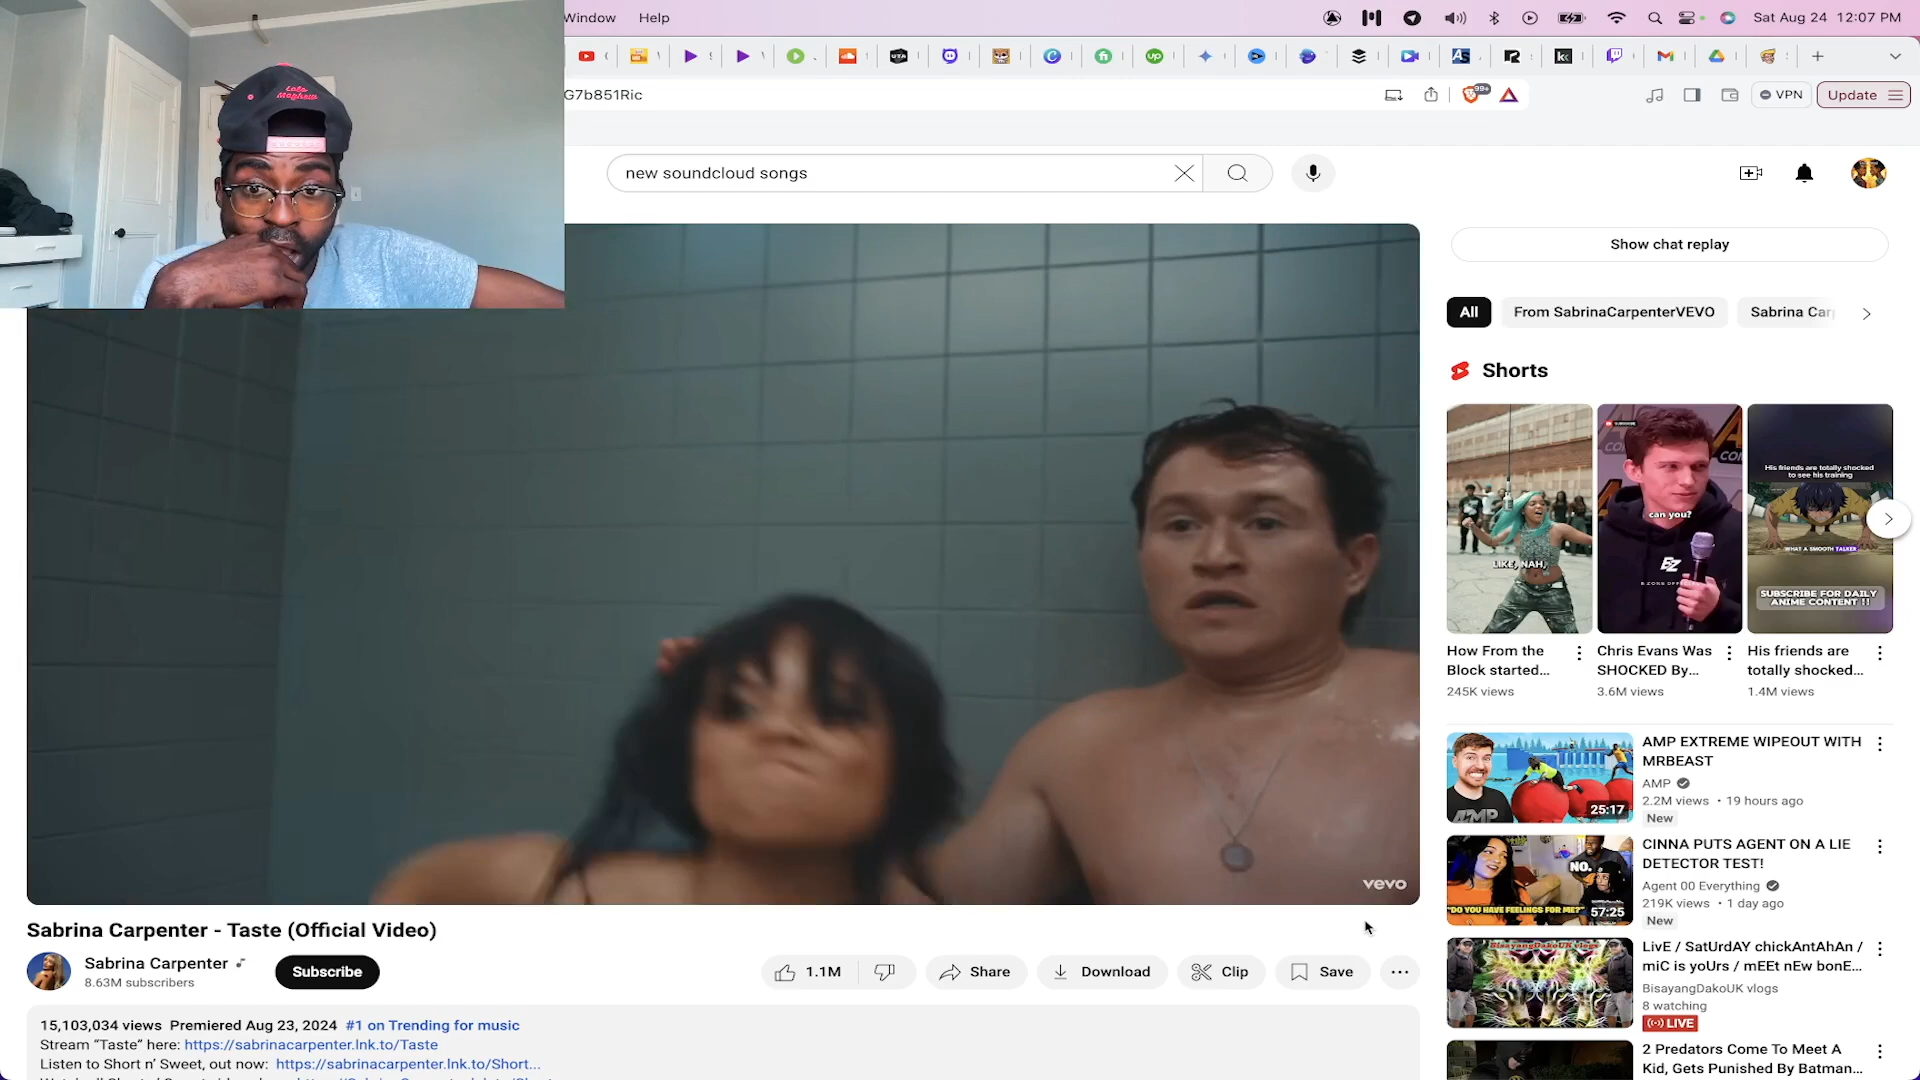 Window Help
Sat Aug 24 12:07 PM
G7b851Ric
99+
VPN
Update
new soundcloud songs
Show chat replay
All
From SabrinaCarpenterVEVO
Sabrina Car
Shorts
LIKE, NAH,
can you?
His friends are totally shocked
to see his training
WHAT A SMOOTH TALKER
SUBSCRIBE FOR DAILY
ANIME CONTENT !!
How From the
Block started...
245K views
Chris Evans Was
SHOCKED By...
3.6M views
His friends are
totally shocked...
1.4M views
AMP EXTREME WIPEOUT WITH
MRBEAST
AMP
2.2M views • 19 hours ago
New
25:17
CINNA PUTS AGENT ON A LIE
DETECTOR TEST!
Agent 00 Everything
219K views • 1 day ago
New
NO.
"DO YOU HAVE FEELINGS FOR ME?"
57:25
LivE / SatUrdAY chickAntAhAn /
miC is yoUrs / mEEt nEw bonE...
BisayangDakoUK vlogs
BisayangDakoUK vlogs
8 watching
LIVE
2 Predators Come To Meet A
Kid, Gets Punished By Batman...
vevo
Sabrina Carpenter - Taste (Official Video)
Sabrina Carpenter
8.63M subscribers
Subscribe
1.1M
Share
Download
Clip
Save
15,103,034 views Premiered Aug 23, 2024 #1 on Trending for music
Stream “Taste” here: https://sabrinacarpenter.lnk.to/Taste
Listen to Short n’ Sweet, out now: https://sabrinacarpenter.lnk.to/Short...